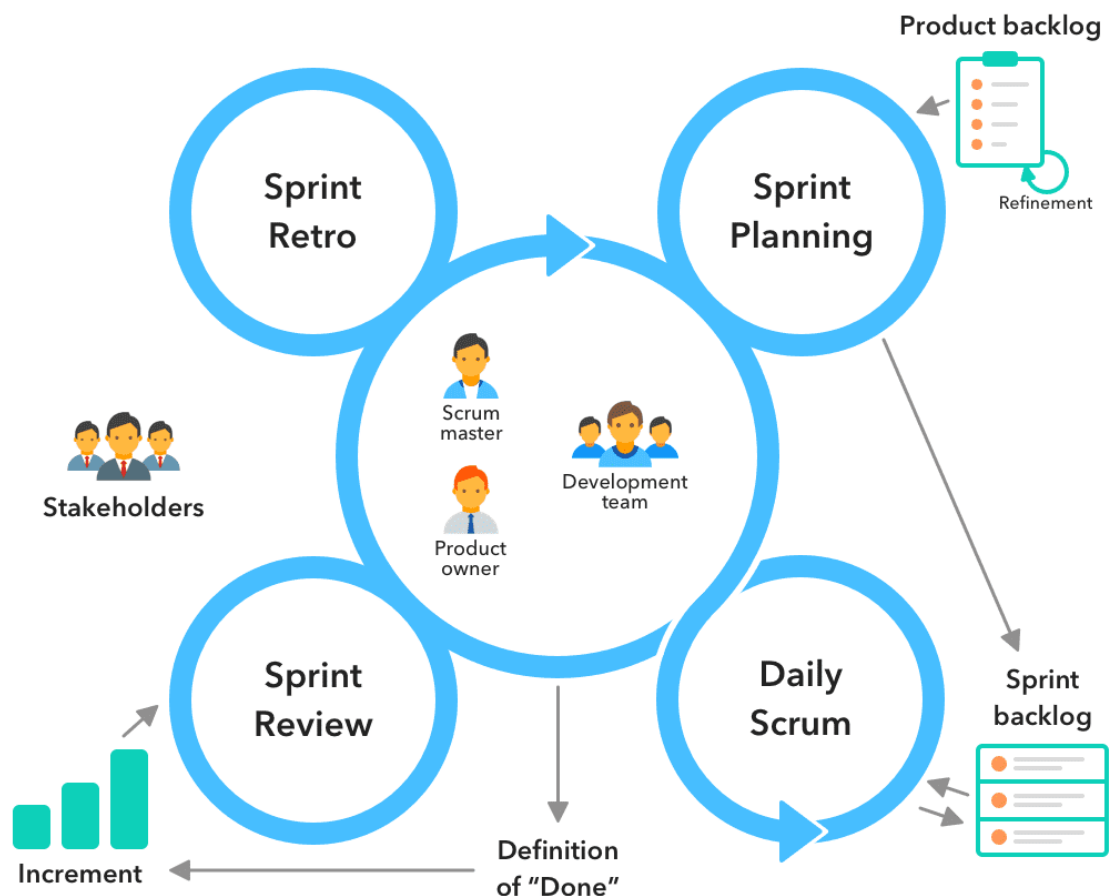 Product backlog
Refinement
Sprint
Retro
Sprint
Planning
Scrum
master
Development
team
Product
owner
Stakeholders
Sprint
Review
Daily
Scrum
Sprint
backlog
Increment
Definition
of “Done”